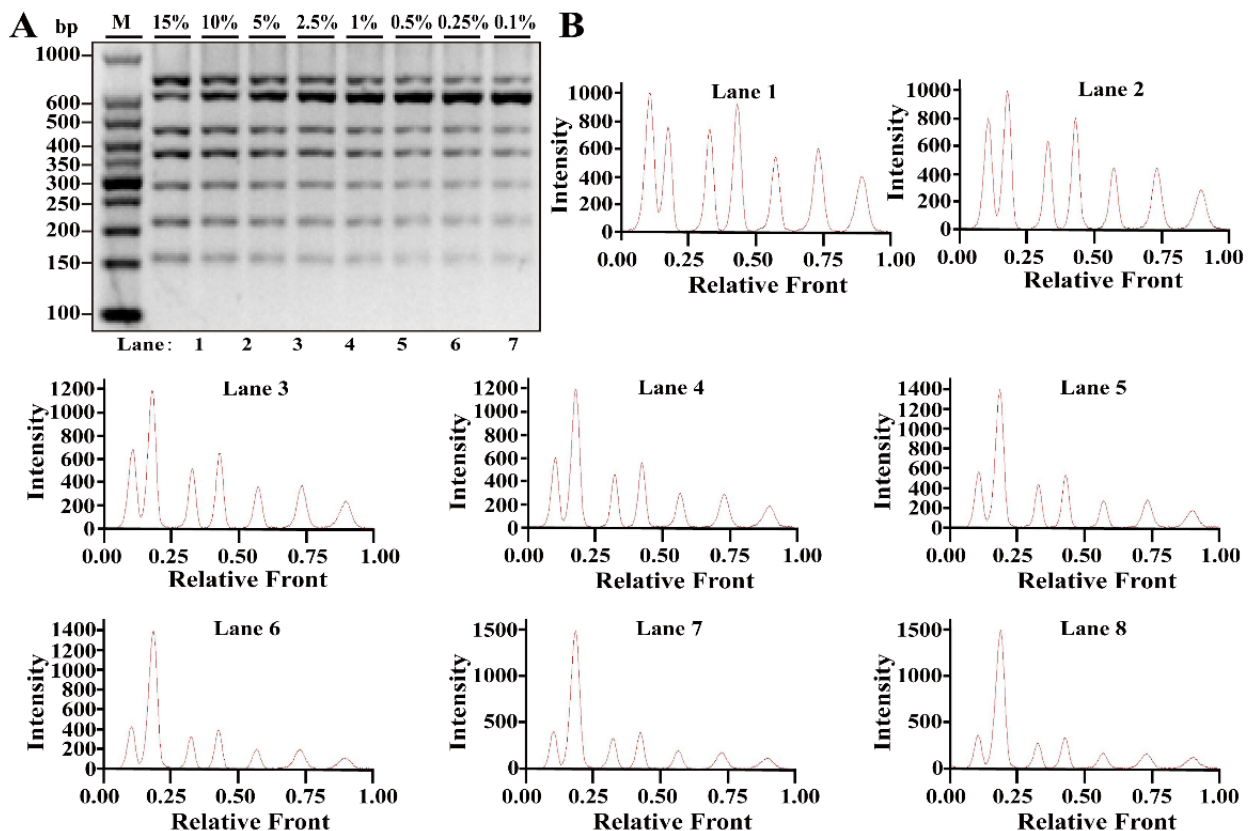 A bp M 15% 10% 5% 2.5% 1% 0.5% 0.25% 0.1%
1000
600
500
400
350
300
250
200
150
100
Lane: 1 2 3 4 5 6 7
B
Lane 1
Intensity
1000
800
600
400
200
0
0.00 0.25 0.50 0.75 1.00
Relative Front
Lane 2
Intensity
1000
800
600
400
200
0
0.00 0.25 0.50 0.75 1.00
Relative Front
Lane 3
Intensity
1200
1000
800
600
400
200
0
0.00 0.25 0.50 0.75 1.00
Relative Front
Lane 4
Intensity
1200
1000
800
600
400
200
0
0.00 0.25 0.50 0.75 1.00
Relative Front
Lane 5
Intensity
1400
1200
1000
800
600
400
200
0
0.00 0.25 0.50 0.75 1.00
Relative Front
Lane 6
Intensity
1400
1200
1000
800
600
400
200
0
0.00 0.25 0.50 0.75 1.00
Relative Front
Lane 7
Intensity
1500
1000
500
0
0.00 0.25 0.50 0.75 1.00
Relative Front
Lane 8
Intensity
1500
1000
500
0
0.00 0.25 0.50 0.75 1.00
Relative Front